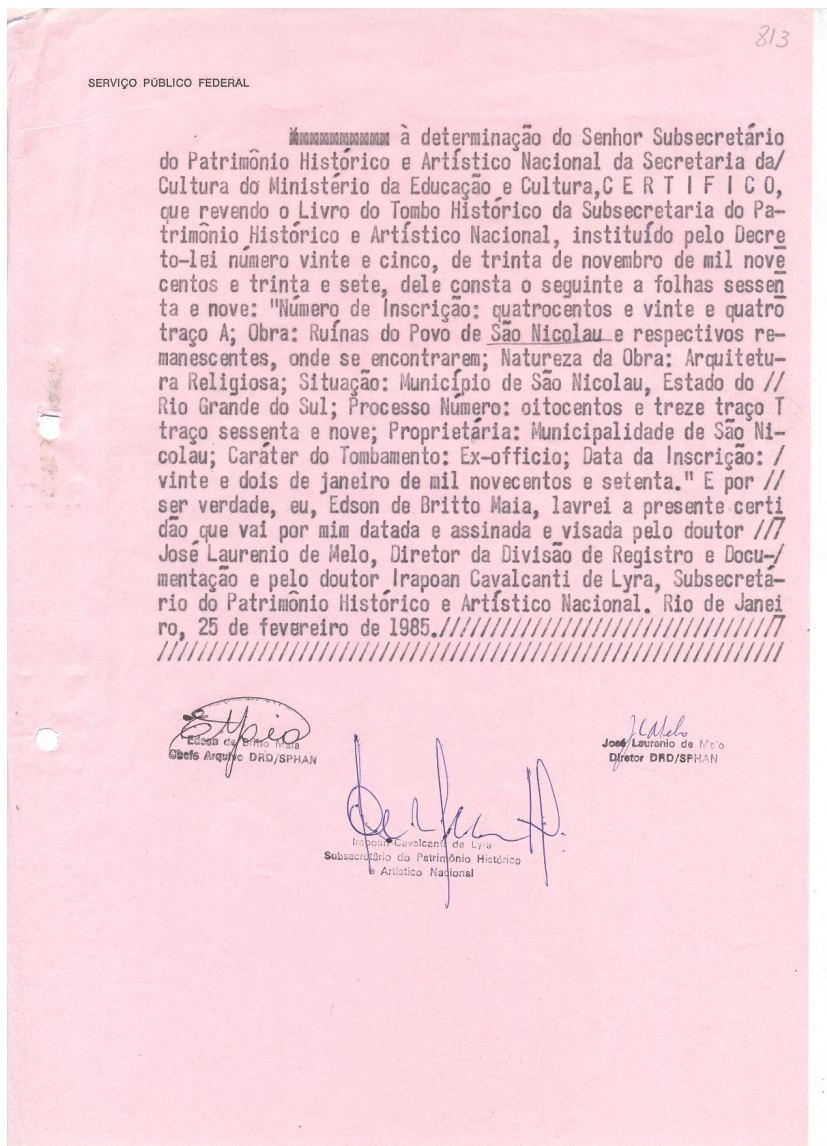 813
SERVIÇO PÚBLICO FEDERAL
à determinação do Senhor Subsecretário
do Patrimônio Histórico e Artístico Nacional da Secretaria da/
Cultura do Ministério da Educação e Cultura,C E R T I F I C O,
que revendo o Livro do Tombo Histórico da Subsecretaria do Pa-
trimônio Histórico e Artístico Nacional, instituído pelo Decre
to-lei número vinte e cinco, de trinta de novembro de mil nove
centos e trinta e sete, dele consta o seguinte a folhas sessen
ta e nove: "Número de Inscrição: quatrocentos e vinte e quatro
traço A; Obra: Ruínas do Povo de São Nicolau e respectivos re-
manescentes, onde se encontrarem; Natureza da Obra: Arquitetu-
ra Religiosa; Situação: Município de São Nicolau, Estado do //
Rio Grande do Sul; Processo Número: oitocentos e treze traço T
traço sessenta e nove; Proprietária: Municipalidade de São Ni-
colau; Caráter do Tombamento: Ex-officio; Data da Inscrição: /
vinte e dois de janeiro de mil novecentos e setenta." E por //
ser verdade, eu, Edson de Britto Maia, lavrei a presente certi
dão que vai por mim datada e assinada e visada pelo doutor ///
José Laurenio de Melo, Diretor da Divisão de Registro e Docu-/
mentação e pelo doutor Irapoan Cavalcanti de Lyra, Subsecretá-
rio do Patrimônio Histórico e Artístico Nacional. Rio de Janei
ro, 25 de fevereiro de 1985.//////////////////////////////////
//////////////////////////////////////////////////////////////
Edson de Britto Maia
Chefe Arquivo DRD/SPHAN
JL Melo
José Laurenio de Melo
Diretor DRD/SPHAN
Irapoan Cavalcanti de Lyra
Subsecretário do Patrimônio Histórico
e Artístico Nacional